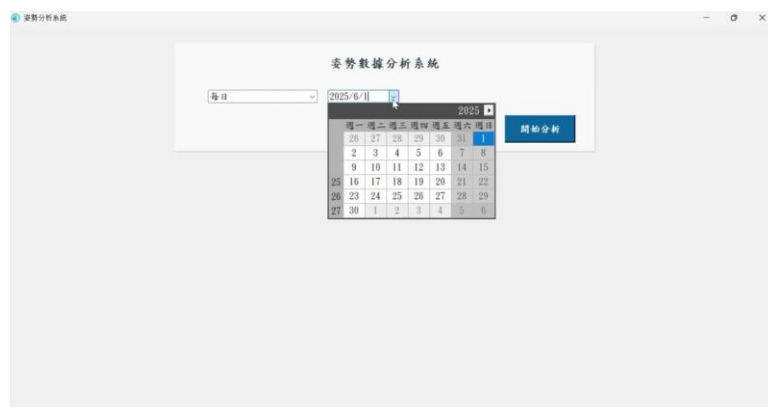 姿勢分析系統
姿勢數據分析系統
每日 2025/6/1
2025
週一 週二 週三 週四 週五 週六 週日
26 27 28 29 30 31 1
2 3 4 5 6 7 8
9 10 11 12 13 14 15
25 16 17 18 19 20 21 22
26 23 24 25 26 27 28 29
27 30 1 2 3 4 5 6
開始分析